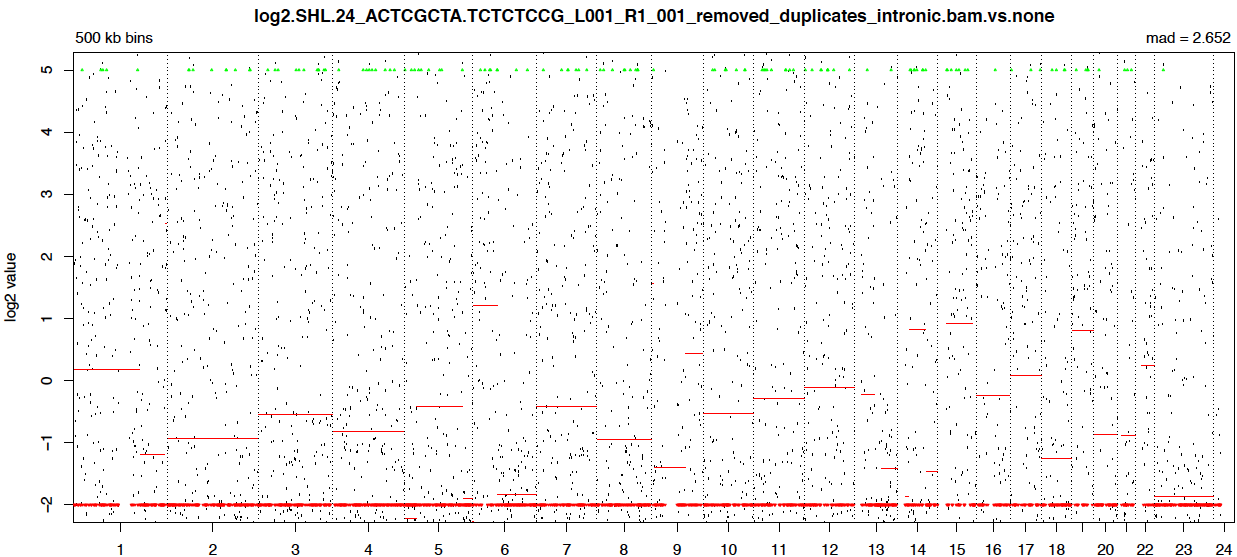 log2.SHL.24_ACTCGCTA.TCTCTCCG_L001_R1_001_removed_duplicates_intronic.bam.vs.none
500 kb bins
mad = 2.652
log2 value
5
4
3
2
1
0
−1
−2
1 2 3 4 5 6 7 8 9 10 11 12 13 14 15 16 17 18 20 22 23 24